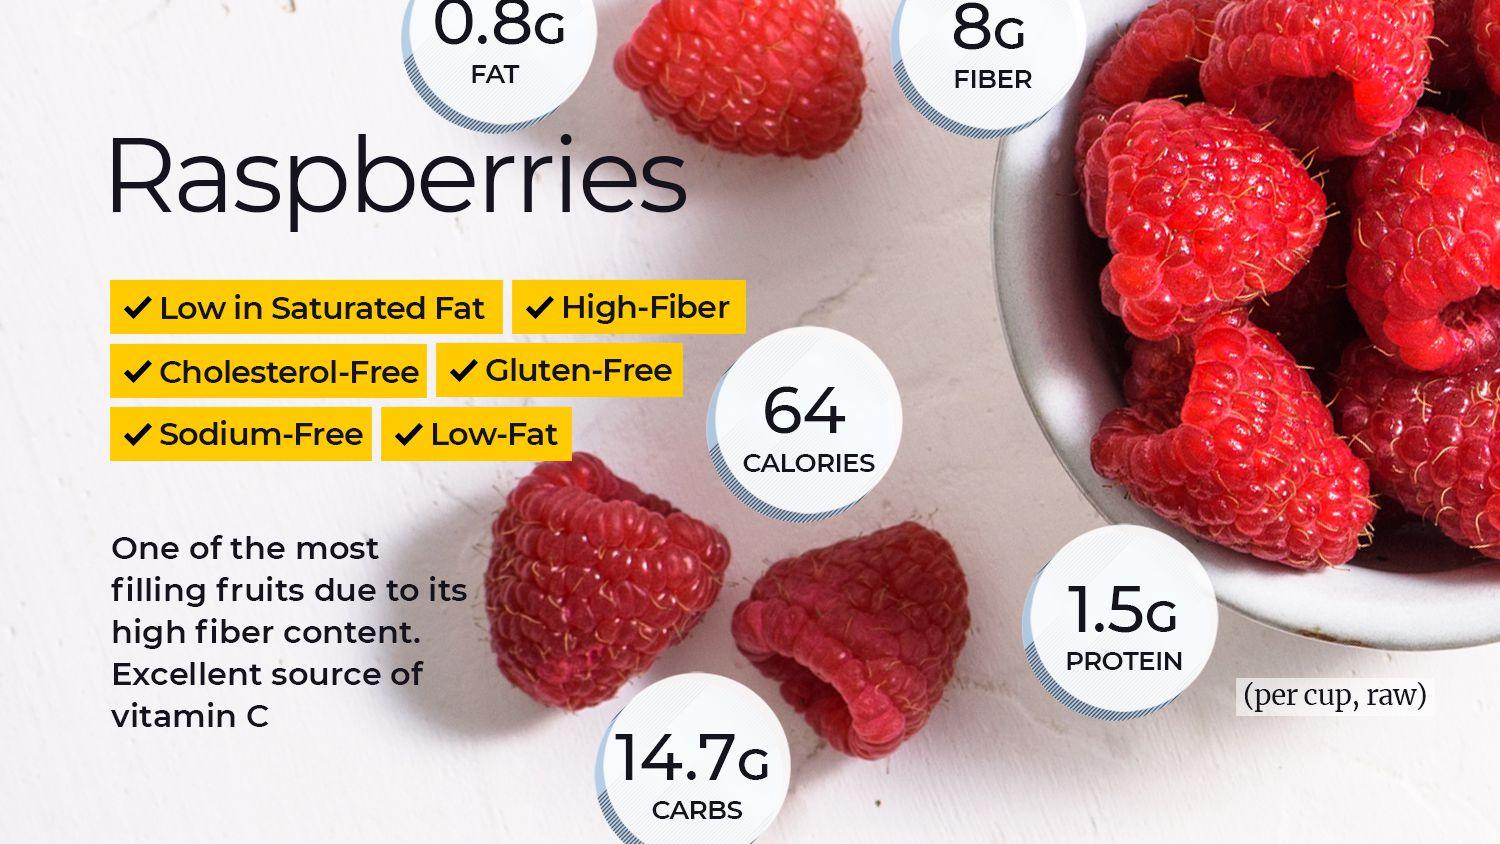 0.8G
FAT
8G
FIBER
Raspberries
Low in Saturated Fat
High-Fiber
Cholesterol-Free
Gluten-Free
Sodium-Free
Low-Fat
64
CALORIES
One of the most
filling fruits due to its
high fiber content.
Excellent source of
vitamin C
1.5G
PROTEIN
(per cup, raw)
14.7G
CARBS